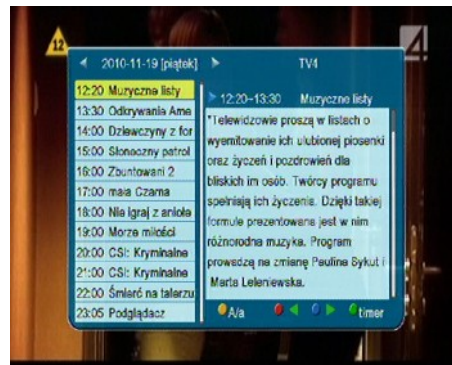 12
4
2010-11-19 [piątek]
TV4
12:20 Muzyczne listy
13:30 Odkrywanie Ame
14:00 Dziewczyny z for
15:00 Słoneczny patrol
16:00 Zbuntowani 2
17:00 mała Czarna
18:00 Nie igraj z anioła
19:00 Morze miłości
20:00 CSI: Kryminalne
21:00 CSI: Kryminalne
22:00 Śmierć na talerzu
23:05 Podglądacz
12:20-13:30 Muzyczne listy
"Telewidzowie proszą w listach o
wyemitowanie ich ulubionej piosenki
oraz życzeń i pozdrowień dla
bliskich im osób. Twórcy programu
spełniają ich życzenia. Dzięki takiej
formule prezentowana jest w nim
różnorodna muzyka. Program
prowadzą na zmianę Paulina Sykut i
Marta Leleniewska.
A/a
timer